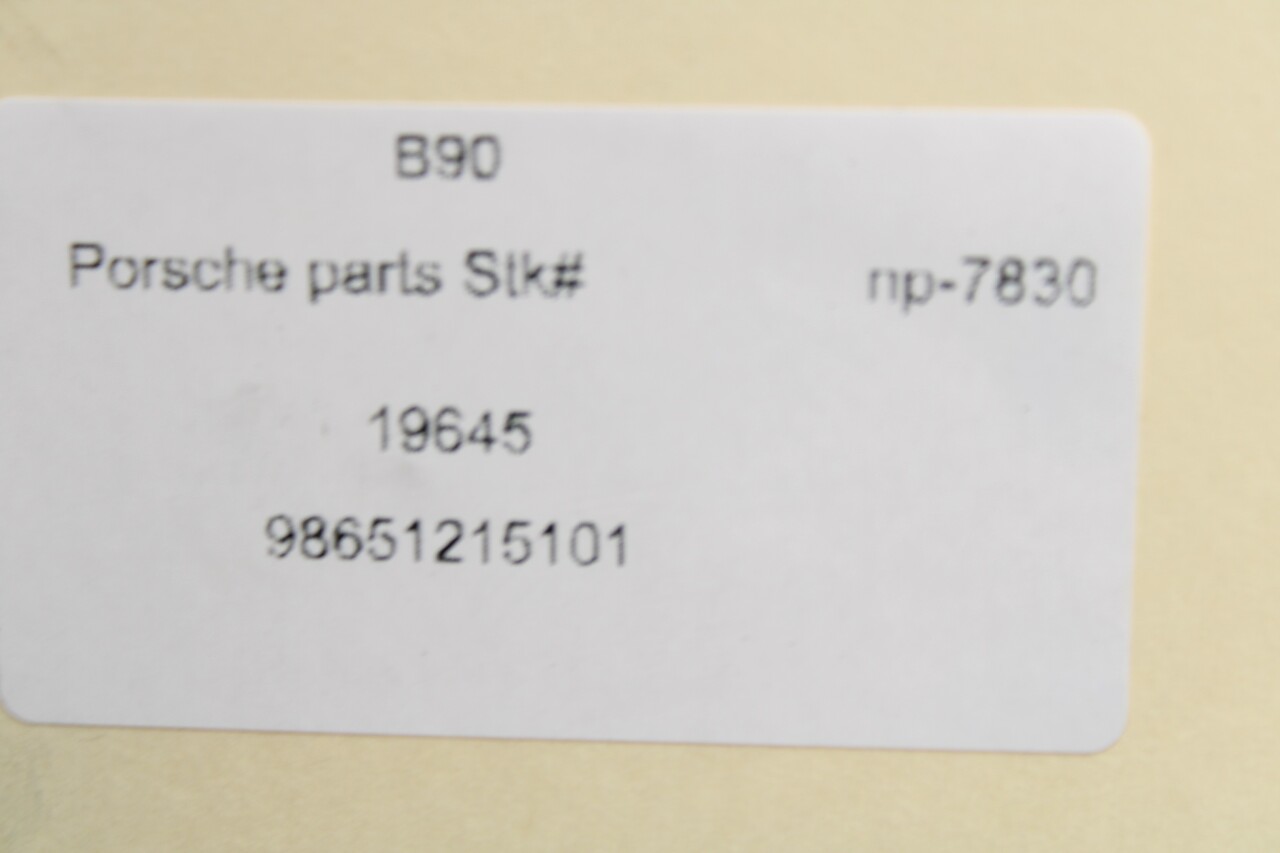 B90
Porsche parts Stk# np-7830
19645
98651215101